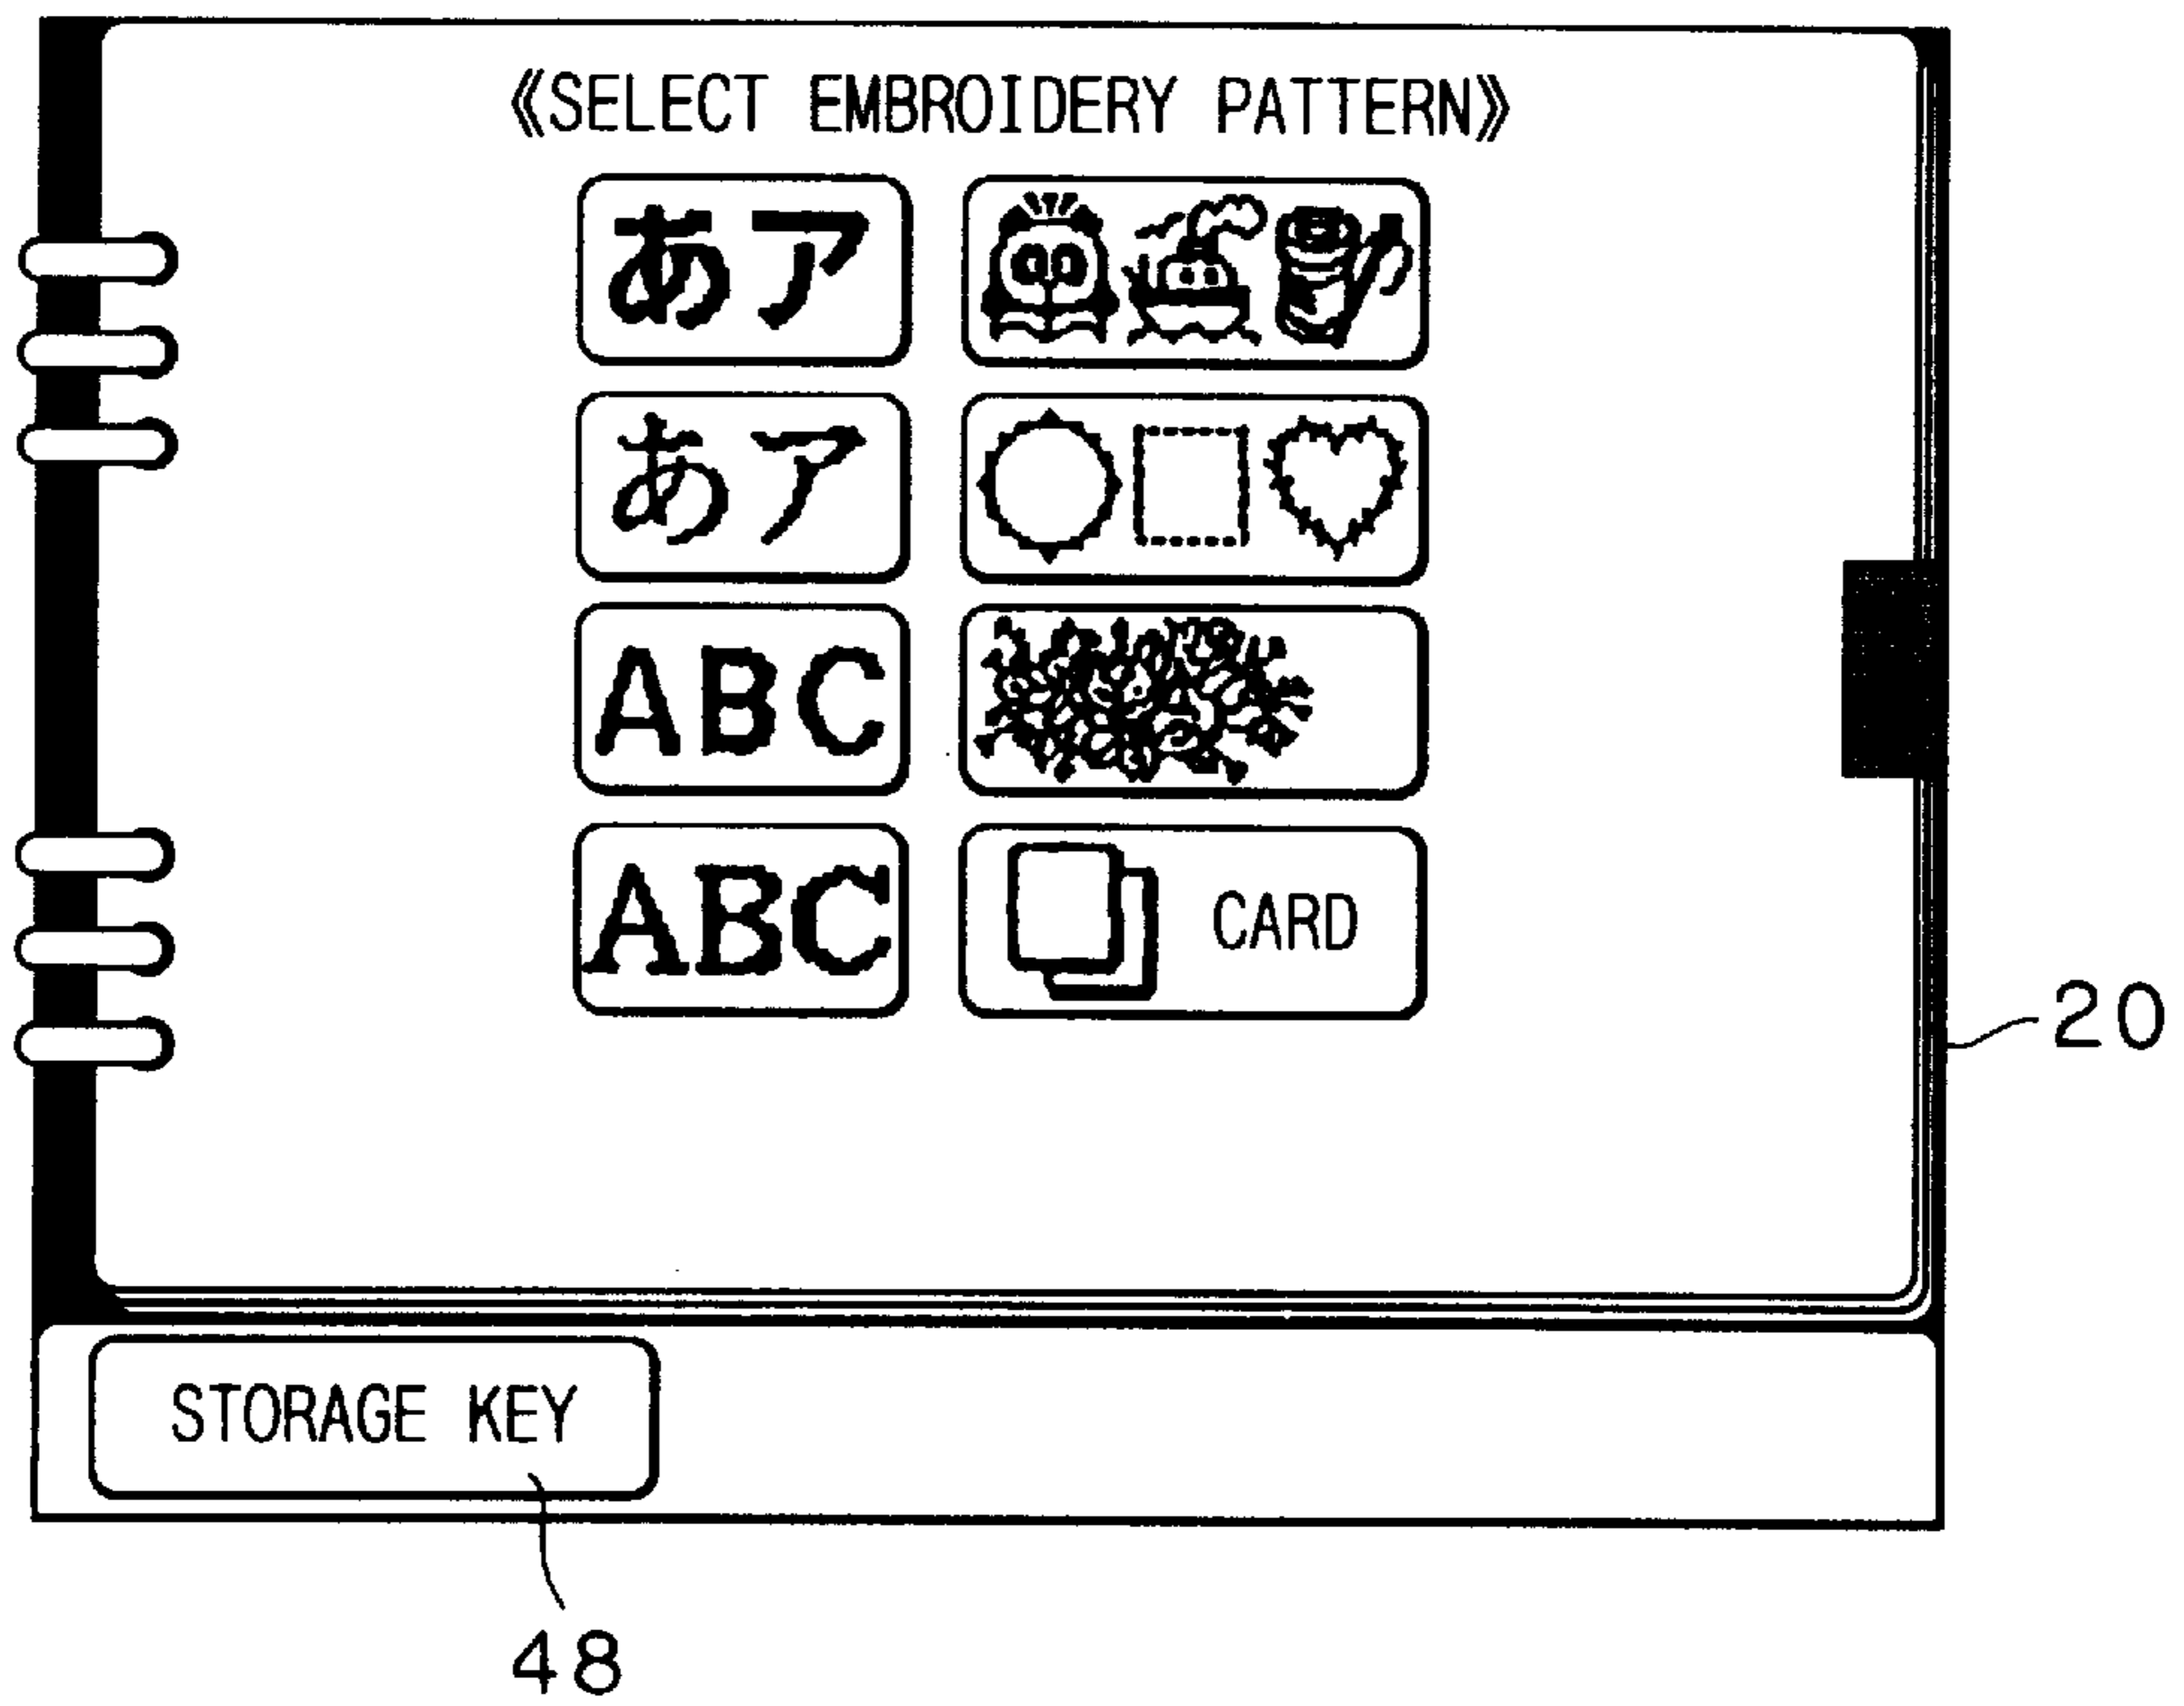 《SELECT EMBROIDERY PATTERN》
あア
あア
ABC
ABC
CARD
20
STORAGE KEY
48